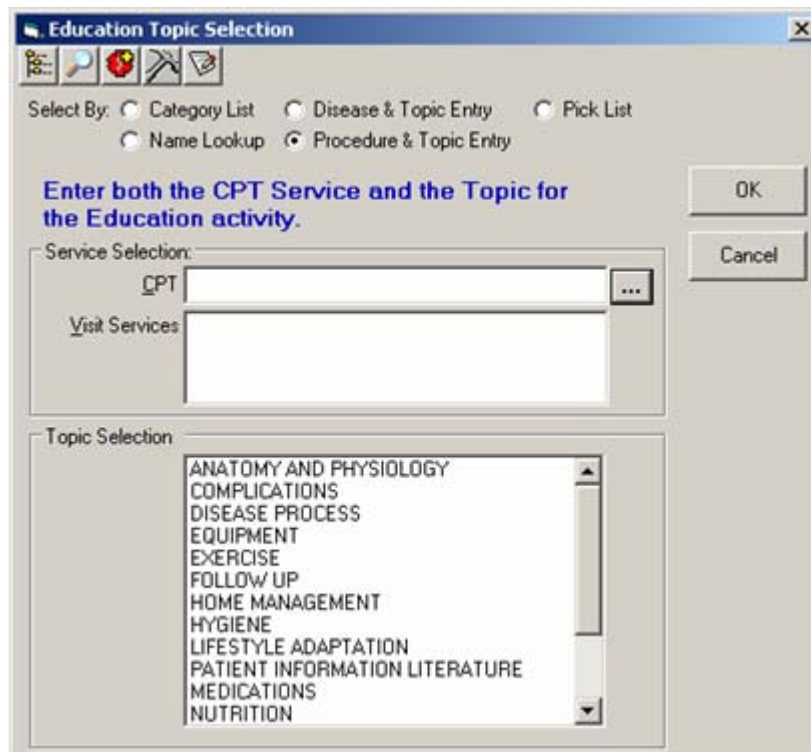 Education Topic Selection
Select By: Category List Disease & Topic Entry Pick List
Name Lookup Procedure & Topic Entry
Enter both the CPT Service and the Topic for
the Education activity.
OK
Cancel
Service Selection:
CPT
...
Visit Services
Topic Selection
ANATOMY AND PHYSIOLOGY
COMPLICATIONS
DISEASE PROCESS
EQUIPMENT
EXERCISE
FOLLOW UP
HOME MANAGEMENT
HYGIENE
LIFESTYLE ADAPTATION
PATIENT INFORMATION LITERATURE
MEDICATIONS
NUTRITION